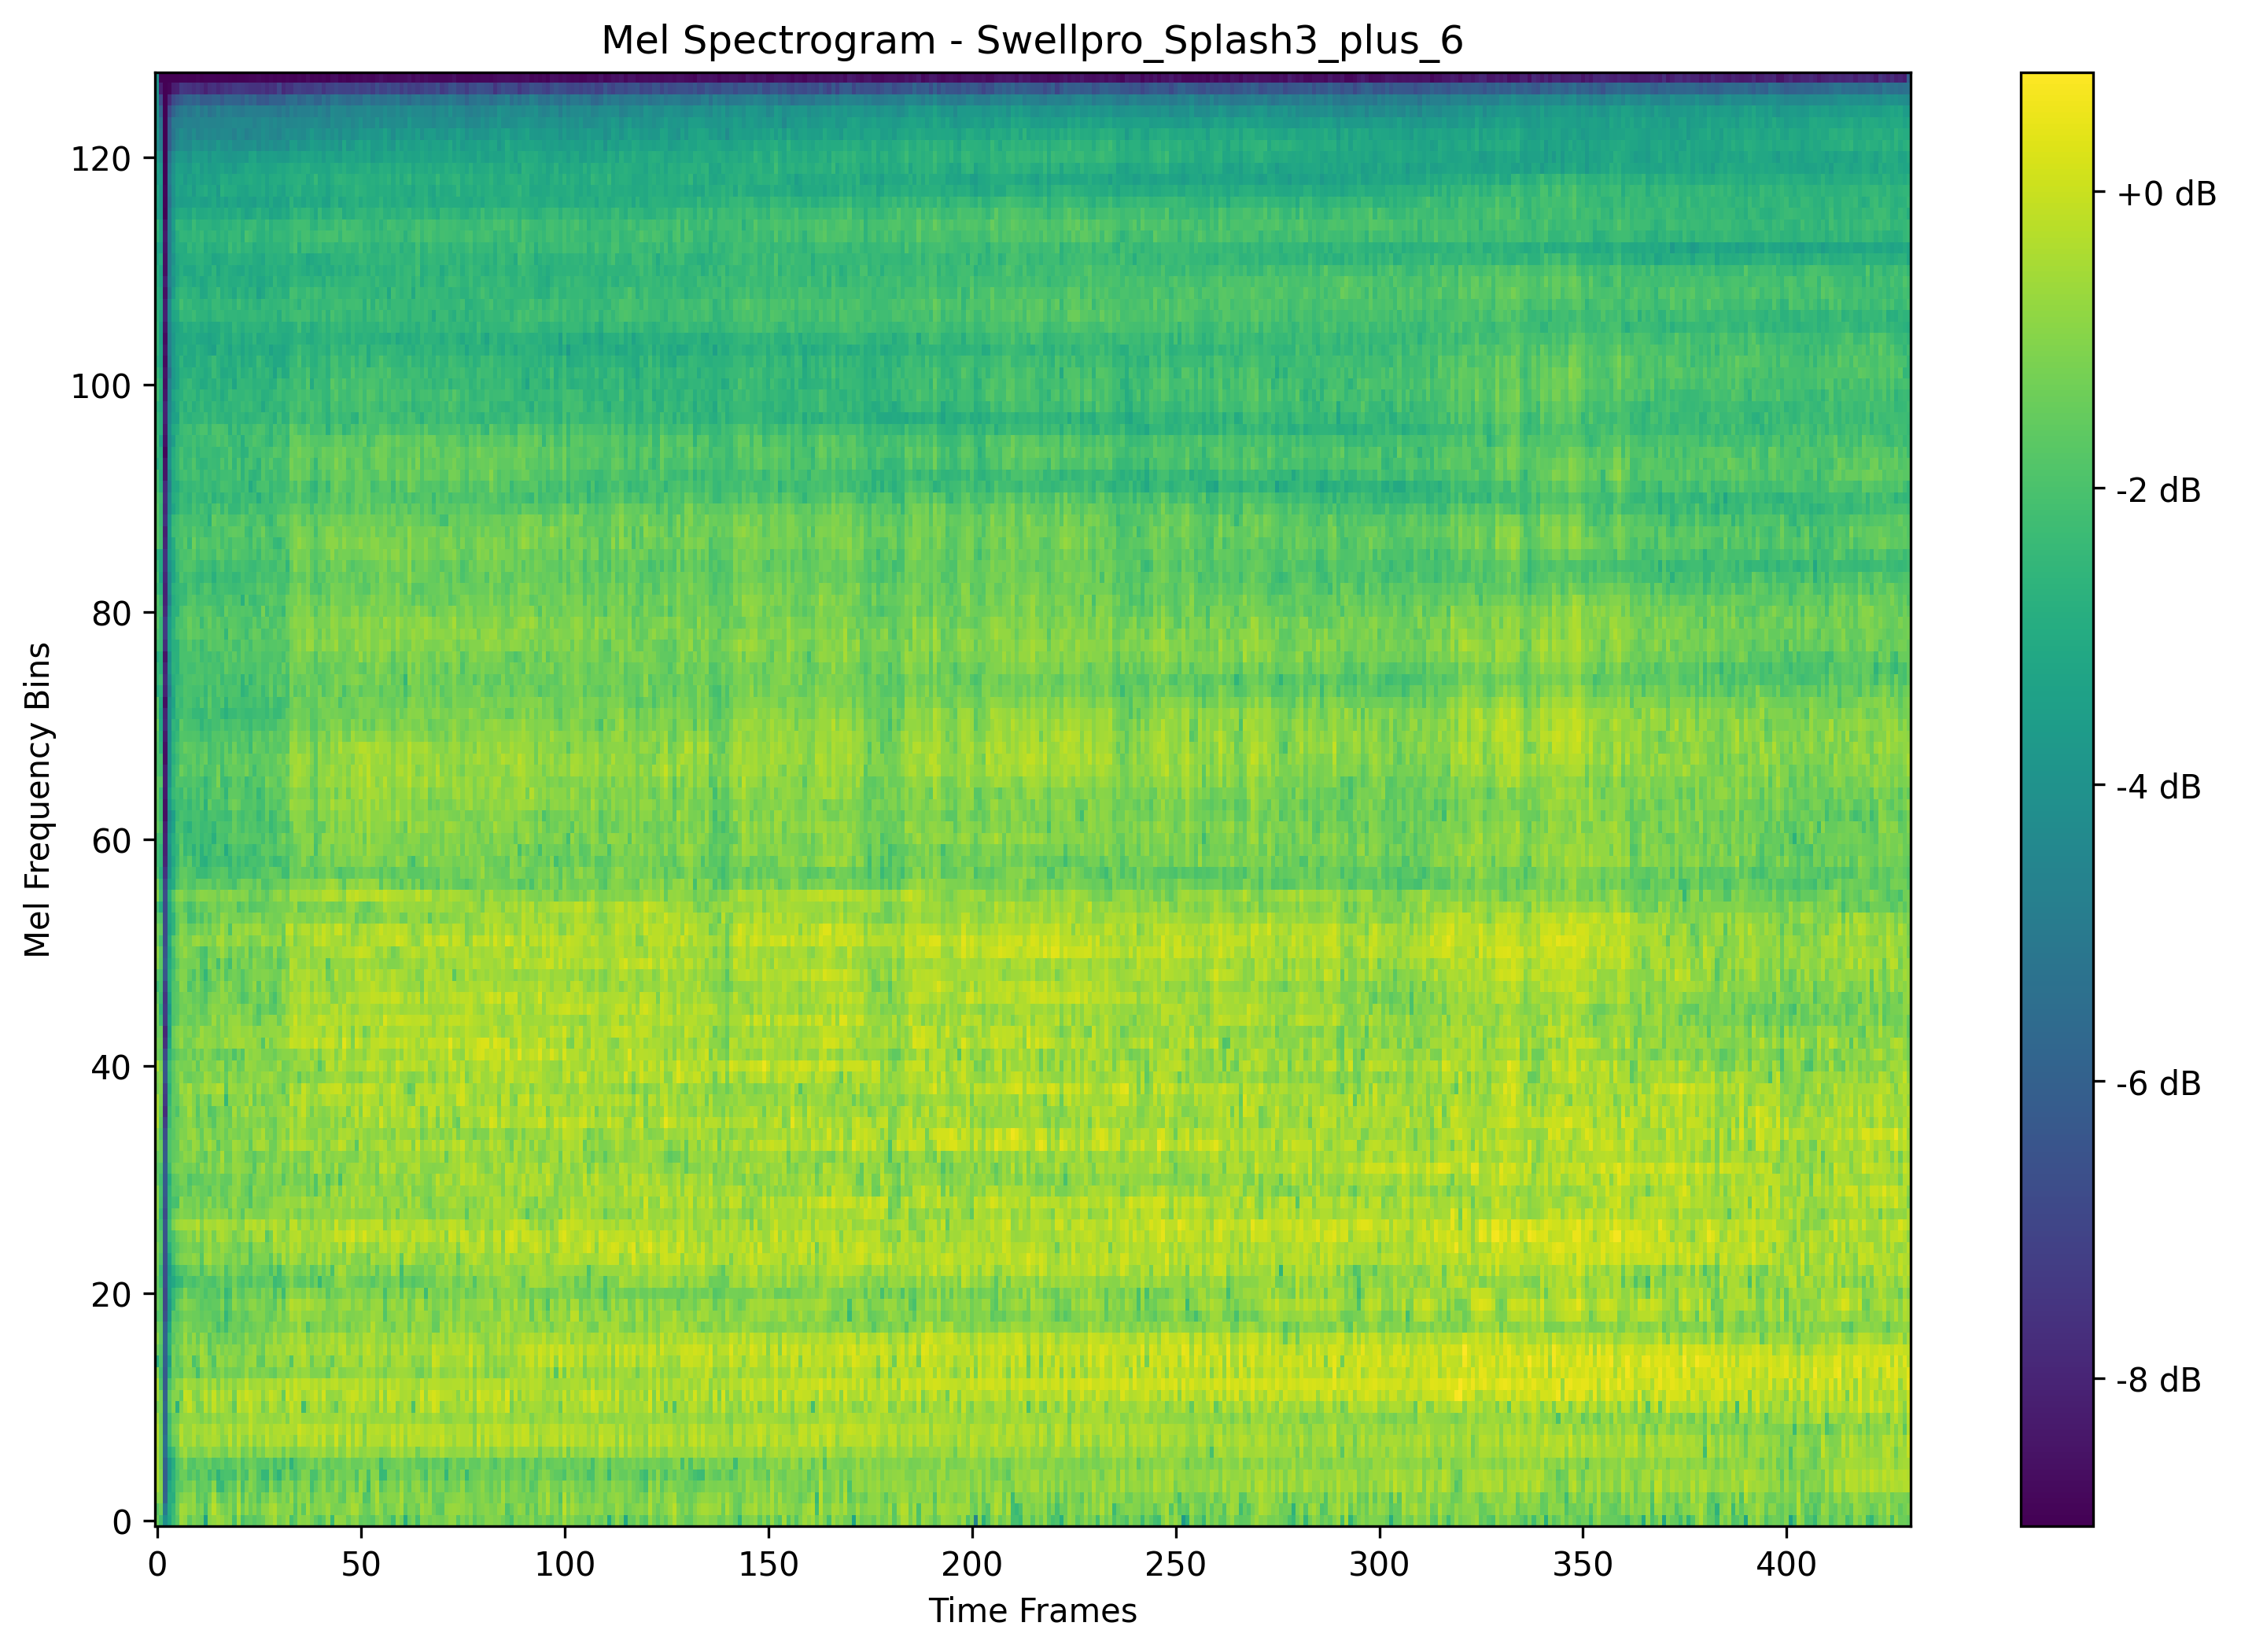 Mel Spectrogram - Swellpro_Splash3_plus_6
Mel Frequency Bins
120
100
80
60
40
20
0
0 50 100 150 200 250 300 350 400
Time Frames
+0 dB
-2 dB
-4 dB
-6 dB
-8 dB